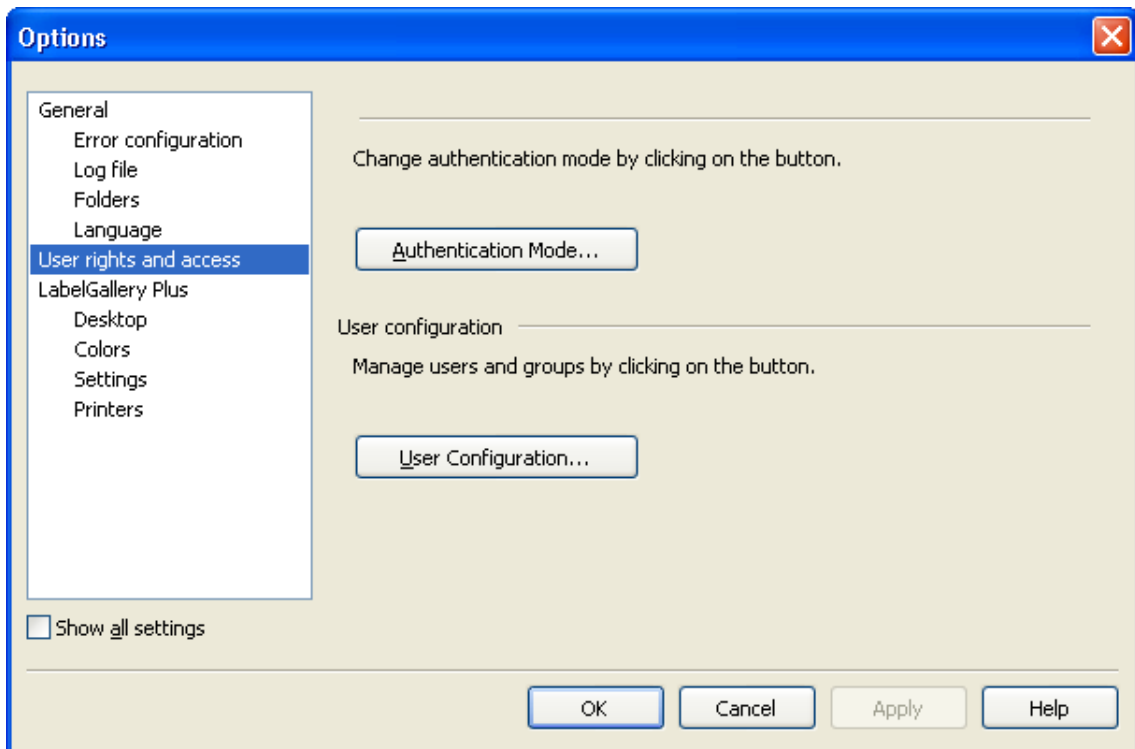 Options
General
Error configuration
Log file
Folders
Language
User rights and access
LabelGallery Plus
Desktop
Colors
Settings
Printers
Show all settings
Change authentication mode by clicking on the button.
Authentication Mode...
User configuration
Manage users and groups by clicking on the button.
User Configuration...
OK
Cancel
Apply
Help